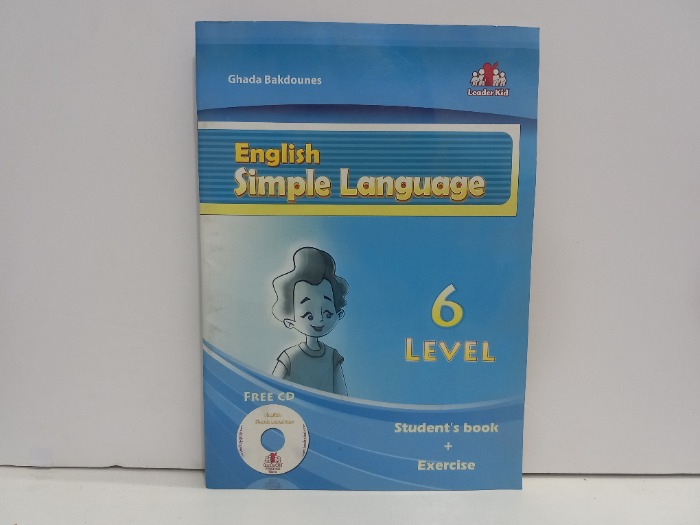 Ghada Bakdounes
Leader Kid
English
Simple Language
6
LEVEL
FREE CD
Student's book
+
Exercise